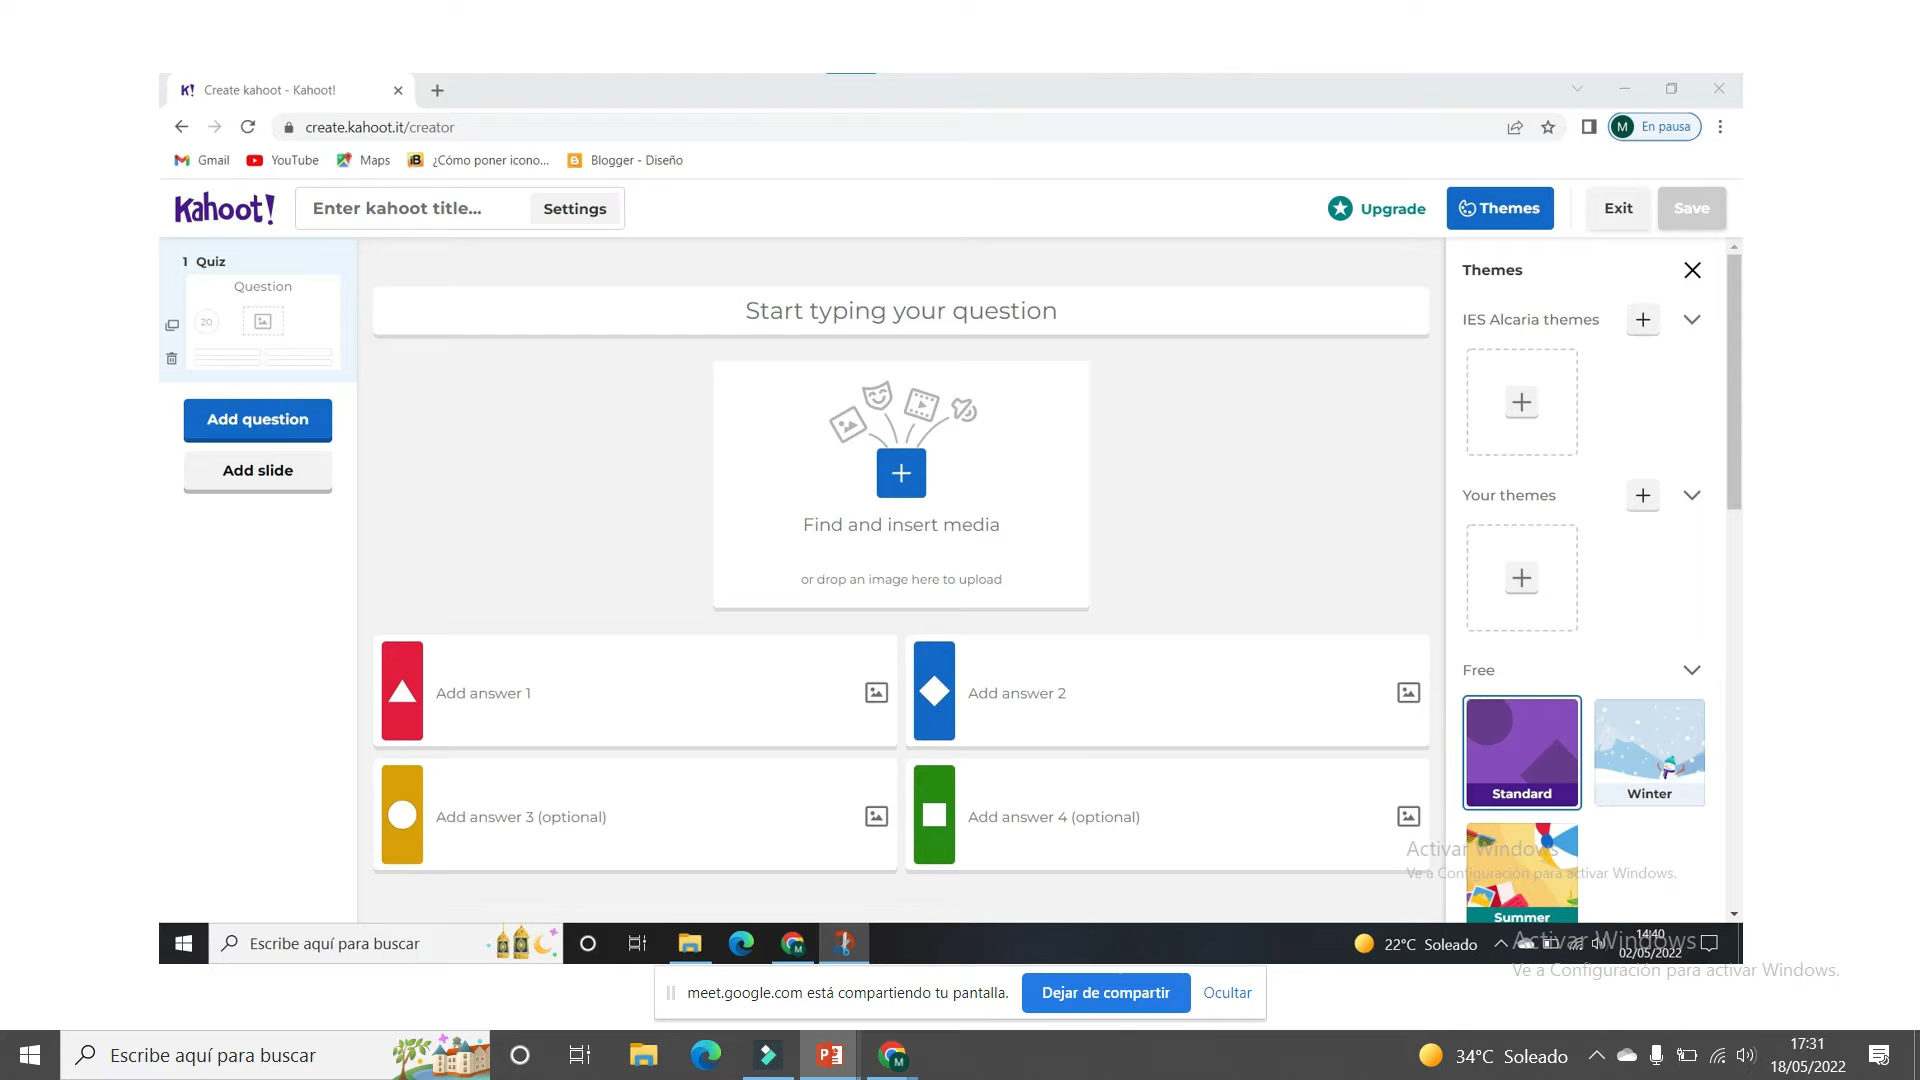 K! Create kahoot - Kahoot!
create.kahoot.it/creator
M En pausa
Gmail YouTube Maps iB ¿Cómo poner icono... Blogger - Diseño
Kahoot! Enter kahoot title... Settings Upgrade Themes Exit Save
1 Quiz
Question
20
Add question
Add slide
Start typing your question
Find and insert media
or drop an image here to upload
Add answer 1
Add answer 2
Add answer 3 (optional)
Add answer 4 (optional)
Themes
IES Alcaria themes
Your themes
Free
Standard
Winter
Summer
Activar Windows
Ve a Configuración para activar Windows.
Escribe aquí para buscar
22°C Soleado
14:40
02/05/2022
Activar Windows
Ve a Configuración para activar Windows.
meet.google.com está compartiendo tu pantalla. Dejar de compartir Ocultar
Escribe aquí para buscar
34°C Soleado
17:31
18/05/2022